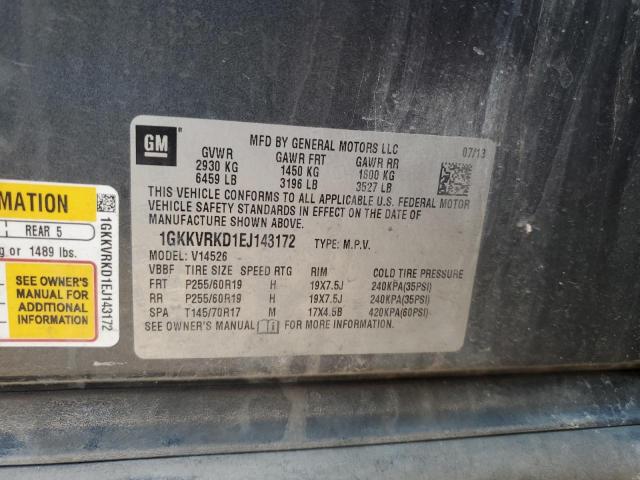 GM
MFD BY GENERAL MOTORS LLC 07/13
GVWR GAWR FRT GAWR RR
2930 KG 1450 KG 1600 KG
6459 LB 3196 LB 3527 LB
THIS VEHICLE CONFORMS TO ALL APPLICABLE U.S. FEDERAL MOTOR
VEHICLE SAFETY STANDARDS IN EFFECT ON THE DATE OF
MANUFACTURE SHOWN ABOVE.
1GKKVRKD1EJ143172 TYPE: M.P.V.
MODEL: V14526
VBBF TIRE SIZE SPEED RTG RIM COLD TIRE PRESSURE
FRT P255/60R19 H 19X7.5J 240KPA(35PSI)
RR P255/60R19 H 19X7.5J 240KPA(35PSI)
SPA T145/70R17 M 17X4.5B 420KPA(60PSI)
SEE OWNER'S MANUAL FOR MORE INFORMATION
MATION
REAR 5
g or 1489 lbs.
SEE OWNER'S
MANUAL FOR
ADDITIONAL
INFORMATION
1GKKVRKD1EJ143172